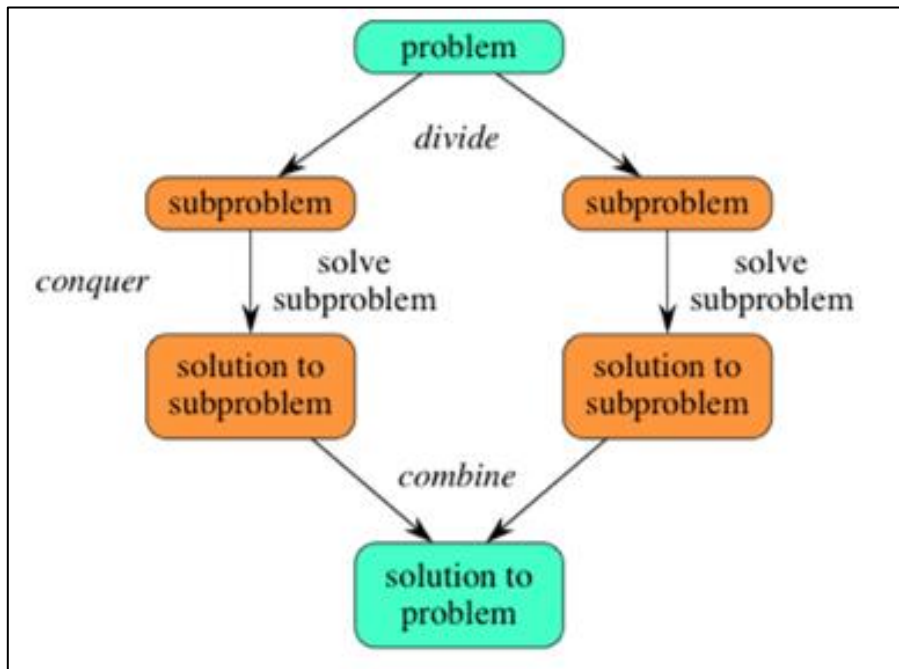 problem
divide
subproblem
subproblem
conquer
solve
subproblem
solve
subproblem
solution to
subproblem
solution to
subproblem
combine
solution to
problem